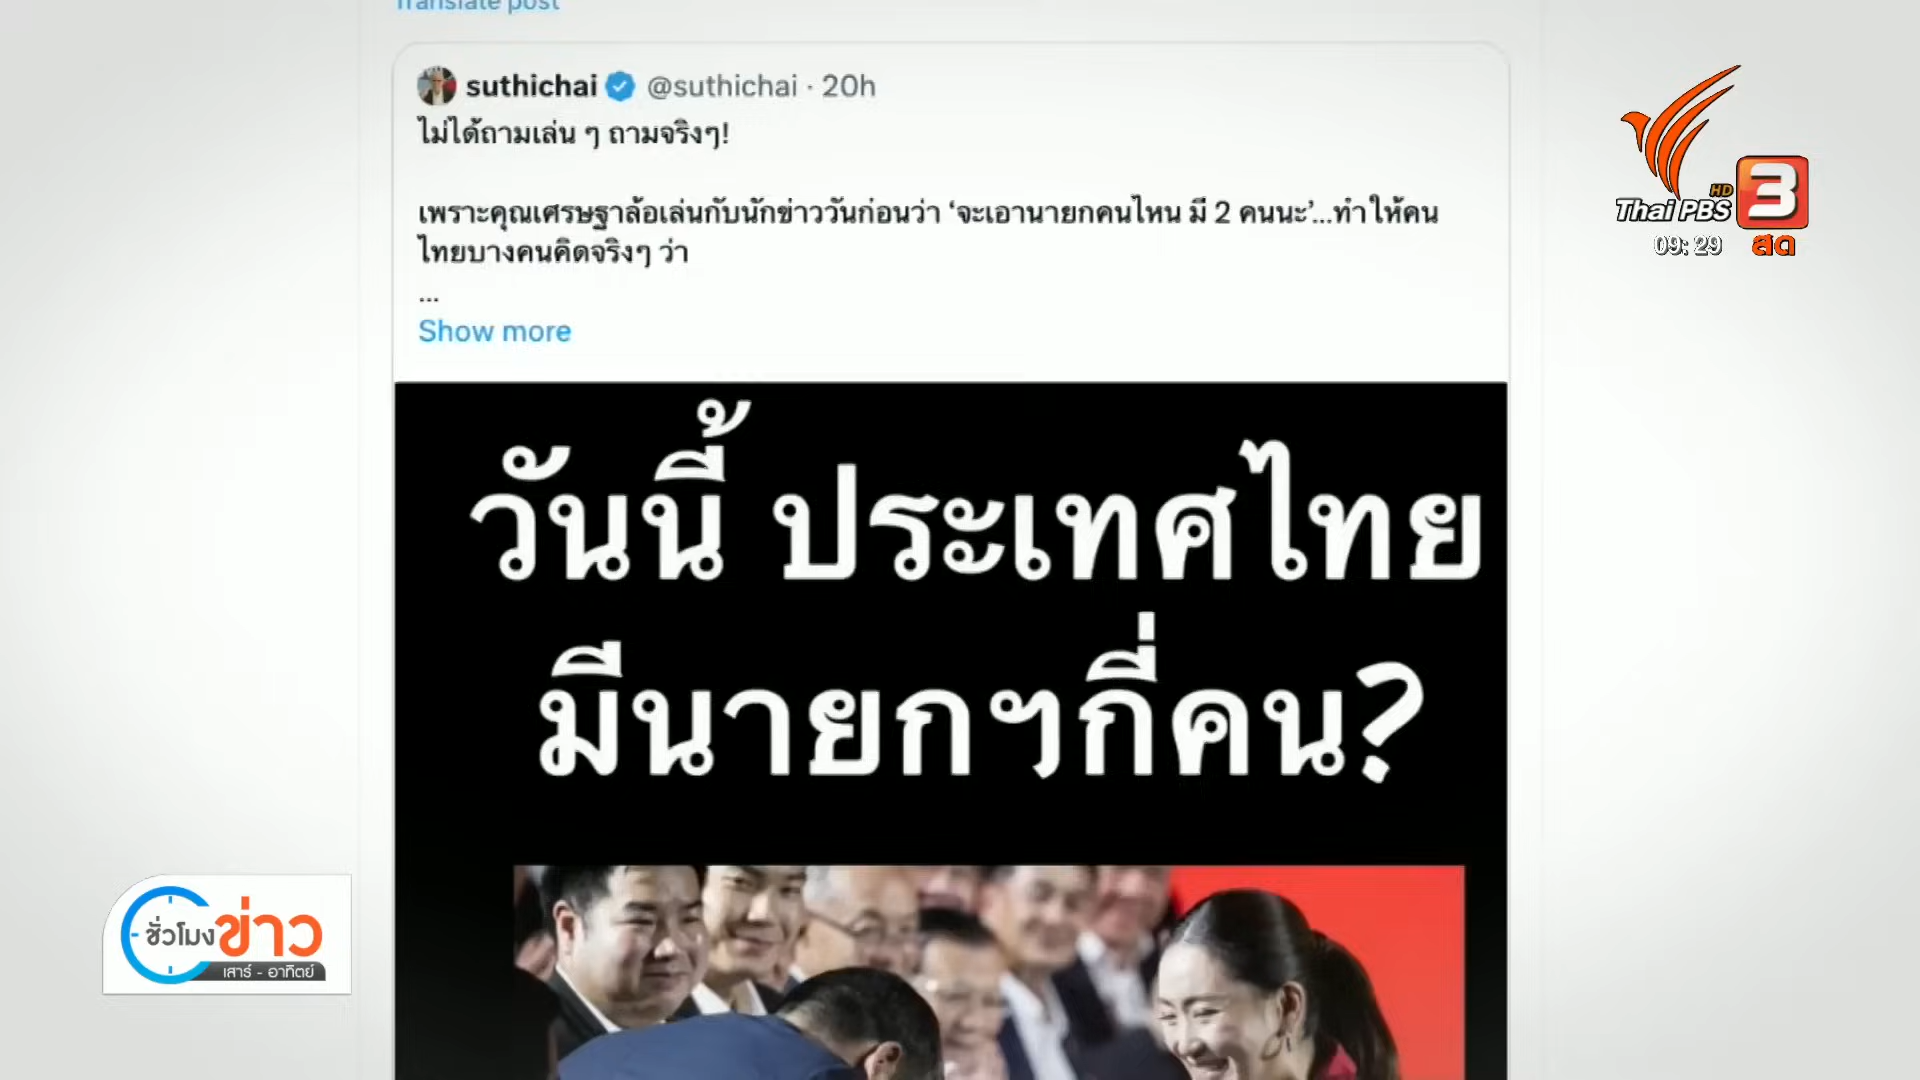 Translate post
suthichai @suthichai · 20h
ไม่ได้ถามเล่น ๆ ถามจริงๆ!
เพราะคุณเศรษฐาล้อเล่นกับนักข่าววันก่อนว่า ‘จะเอานายกคนไหน มี 2 คนนะ’...ทำให้คน
ไทยบางคนคิดจริงๆ ว่า
...
Show more
วันนี้ ประเทศไทย
มีนายกฯกี่คน?
HD
Thai PBS 3
09:29 สด
ชั่วโมงข่าว
เสาร์ - อาทิตย์